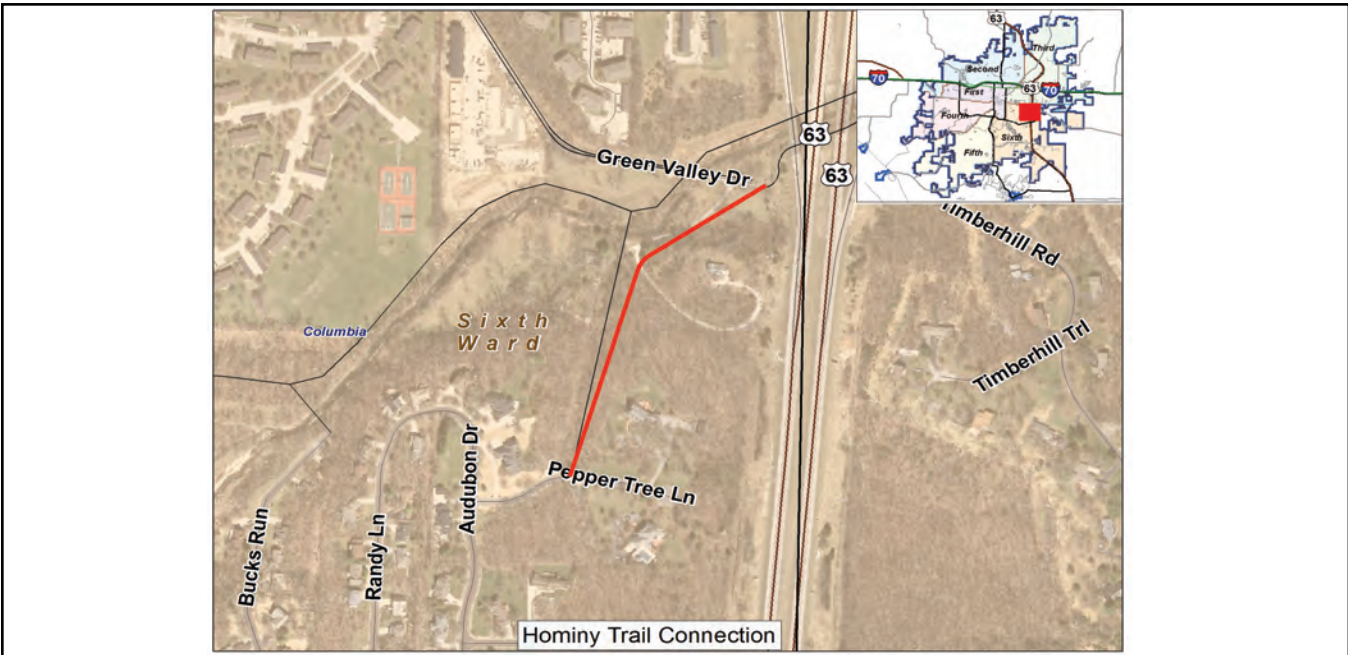 63
Third
Second
70
First
63
70
Fourth
Sixth
Fifth
63
Green Valley Dr
63
Timberhill Rd
Columbia
Sixth
Ward
Timberhill Trl
Audubon Dr
Pepper Tree Ln
Randy Ln
Bucks Run
Hominy Trail Connection